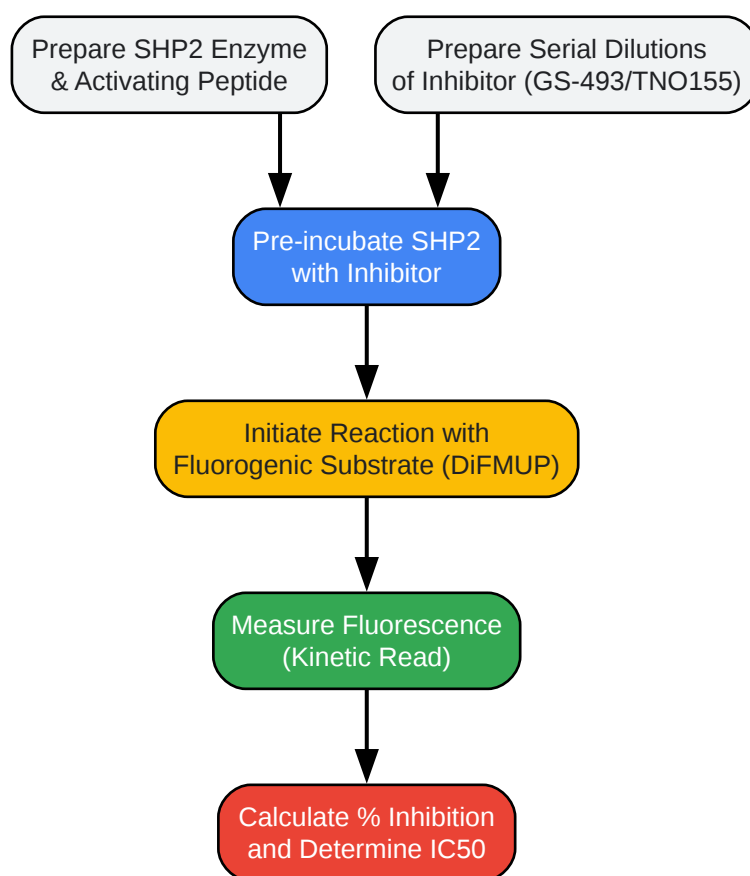 Prepare SHP2 Enzyme
& Activating Peptide
Prepare Serial Dilutions
of Inhibitor (GS-493/TNO155)
Pre-incubate SHP2
with Inhibitor
Initiate Reaction with
Fluorogenic Substrate (DiFMUP)
Measure Fluorescence
(Kinetic Read)
Calculate % Inhibition
and Determine IC50